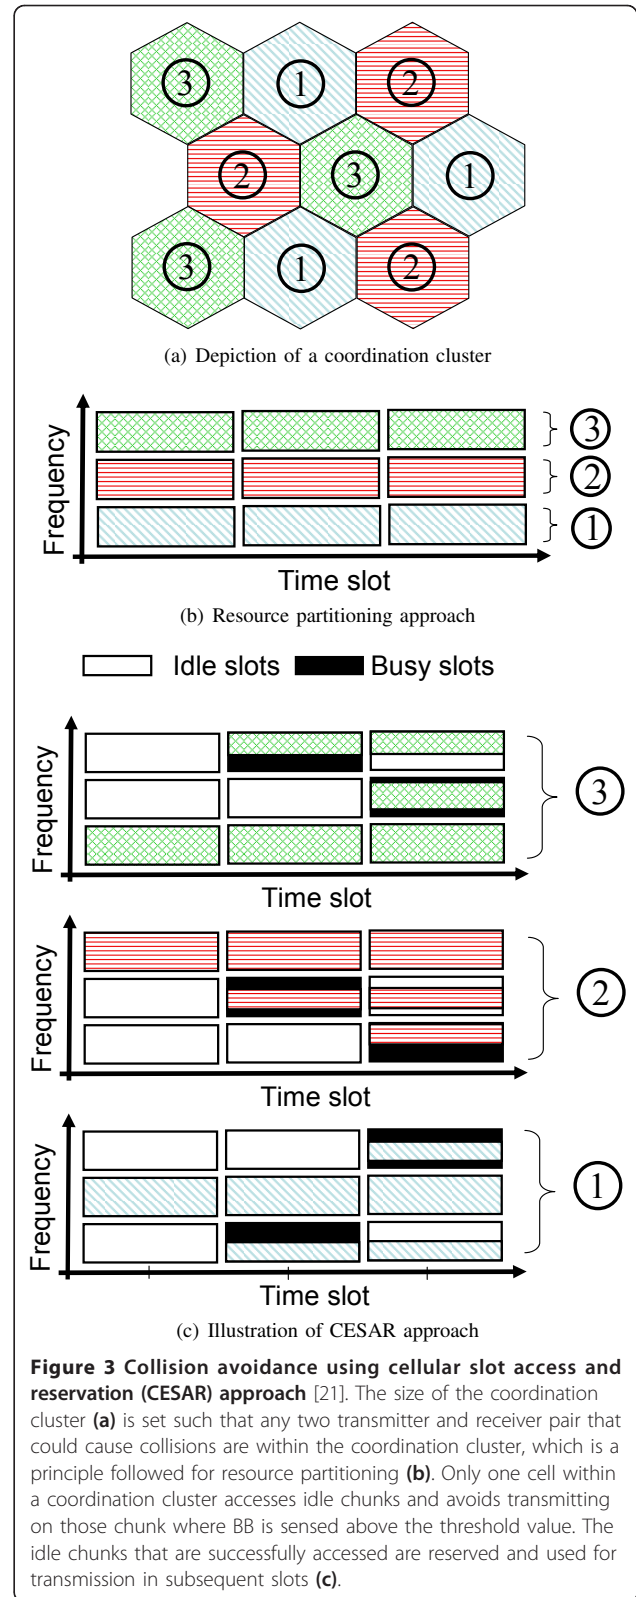 3
1
2
2
3
1
3
1
2
(a) Depiction of a coordination cluster
Frequency
3
2
1
Time slot
(b) Resource partitioning approach
Idle slots Busy slots
Frequency
3
Time slot
Frequency
2
Time slot
Frequency
1
Time slot
(c) Illustration of CESAR approach
Figure 3 Collision avoidance using cellular slot access and
reservation (CESAR) approach [21]. The size of the coordination
cluster (a) is set such that any two transmitter and receiver pair that
could cause collisions are within the coordination cluster, which is a
principle followed for resource partitioning (b). Only one cell within
a coordination cluster accesses idle chunks and avoids transmitting
on those chunk where BB is sensed above the threshold value. The
idle chunks that are successfully accessed are reserved and used for
transmission in subsequent slots (c).